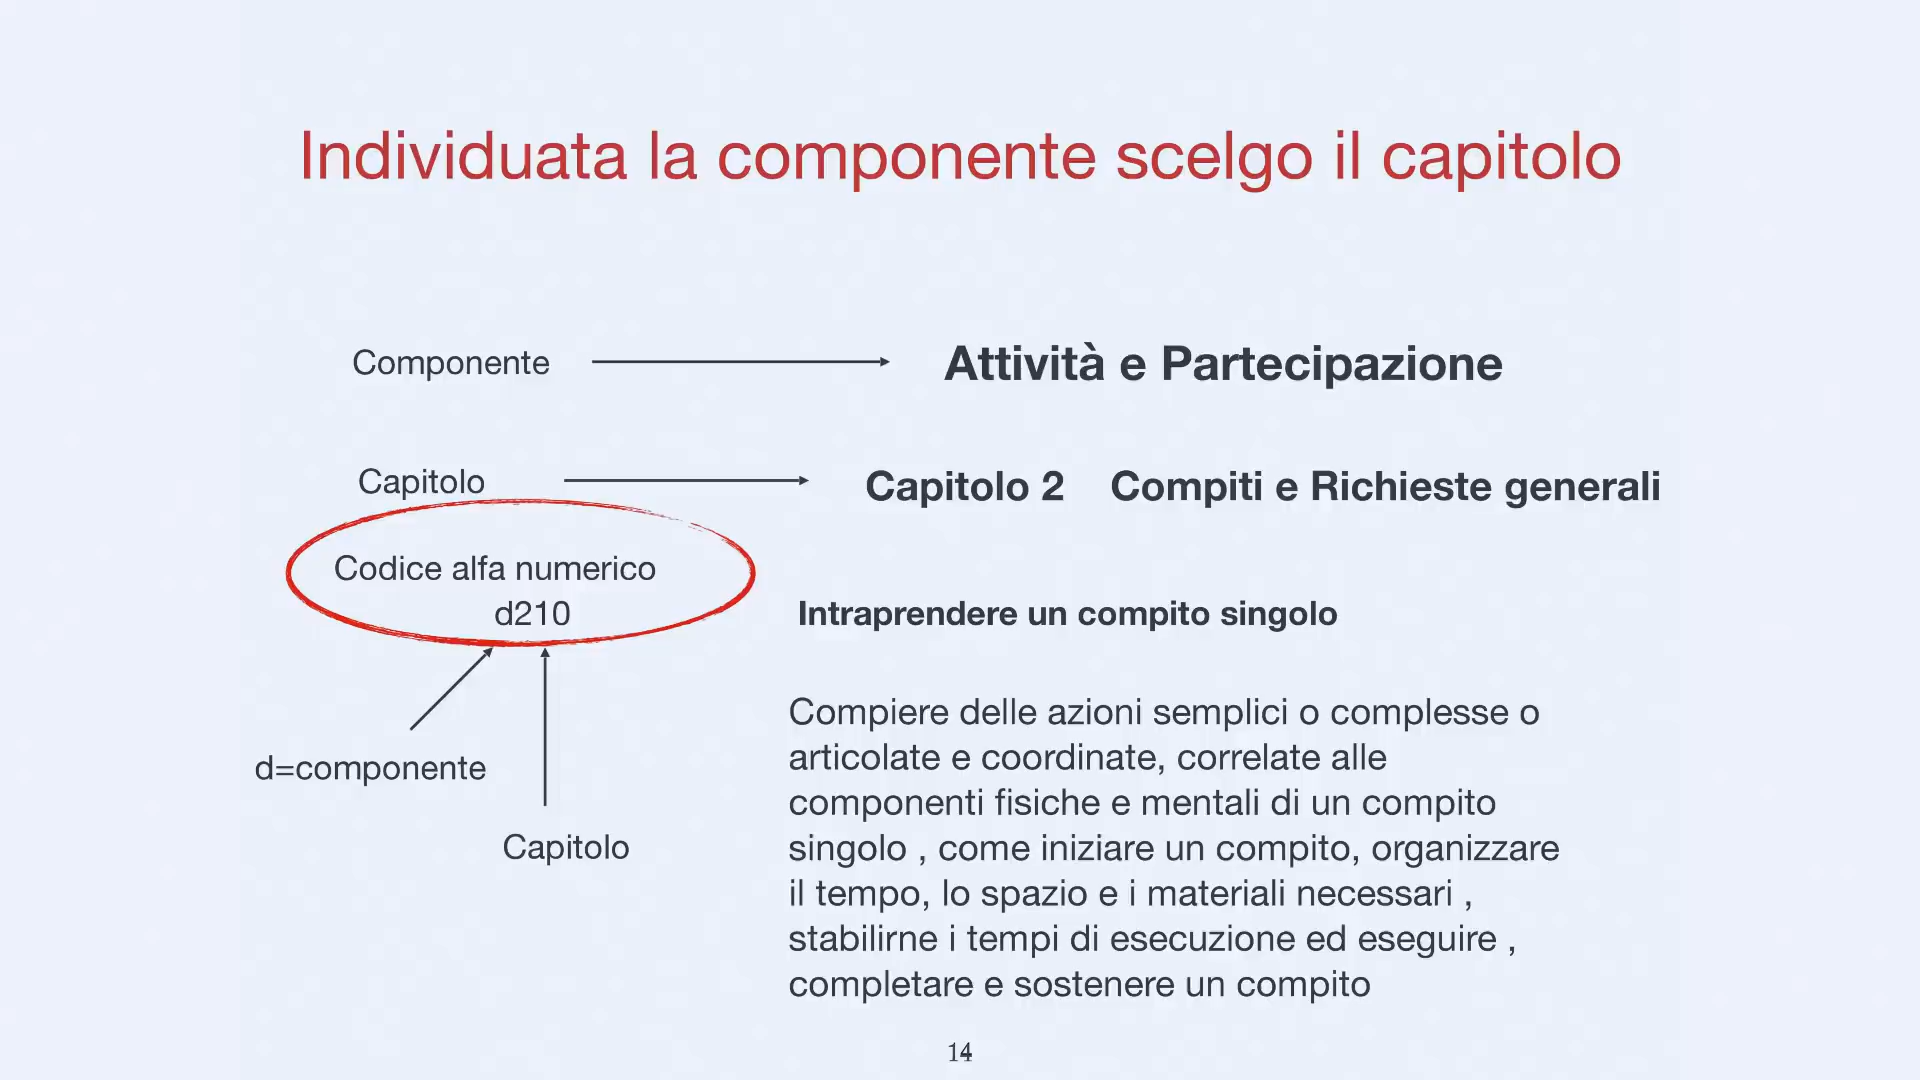 Individuata la componente scelgo il capitolo
Componente
Attività e Partecipazione
Capitolo
Capitolo 2 Compiti e Richieste generali
Codice alfa numerico
d210
Intraprendere un compito singolo
d=componente
Capitolo
Compiere delle azioni semplici o complesse o
articolate e coordinate, correlate alle
componenti fisiche e mentali di un compito
singolo , come iniziare un compito, organizzare
il tempo, lo spazio e i materiali necessari ,
stabilirne i tempi di esecuzione ed eseguire ,
completare e sostenere un compito
14